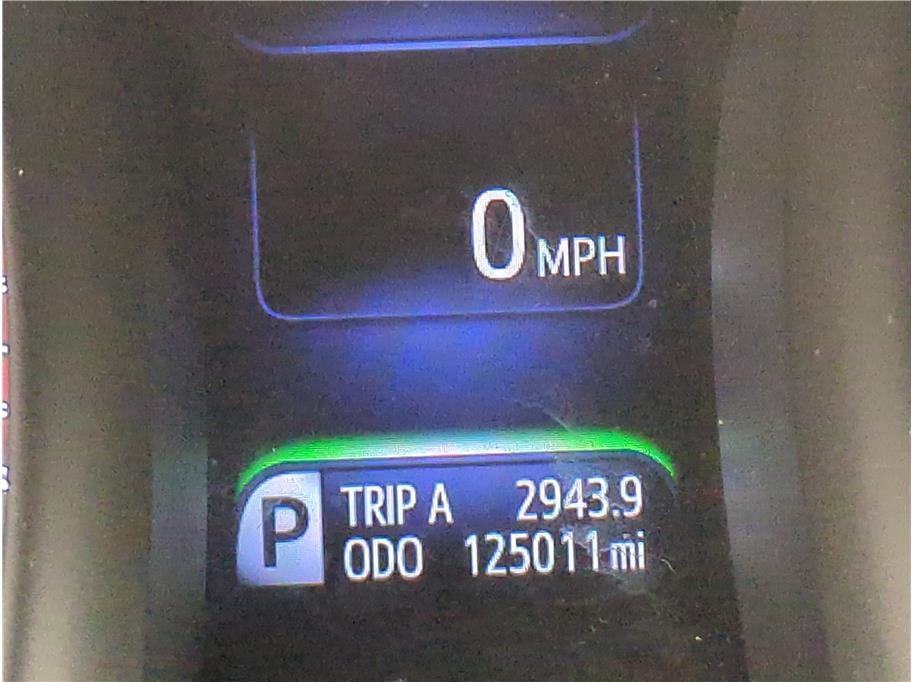 0 MPH
P
TRIP A 2943.9
ODO 125011 mi